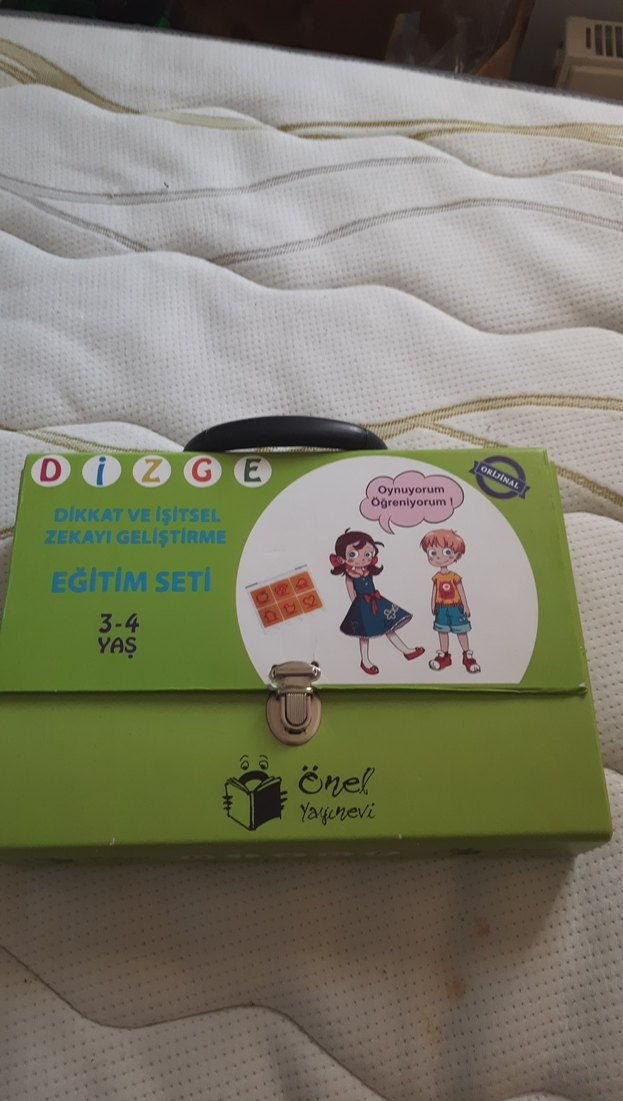 DİZGE
DİKKAT VE İŞİTSEL
ZEKAYI GELİŞTİRME
EĞİTİM SETİ
3-4
YAŞ
Oynuyorum
Öğreniyorum !
ORİJİNAL
Önel
Yayınevi